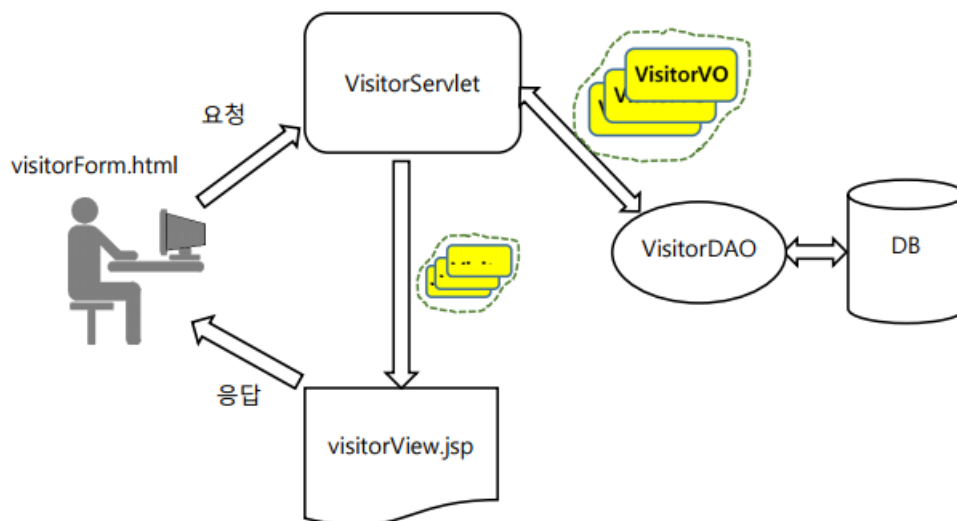 VisitorServlet
VisitorVO
요청
visitorForm.html
VisitorDAO
DB
응답
visitorView.jsp